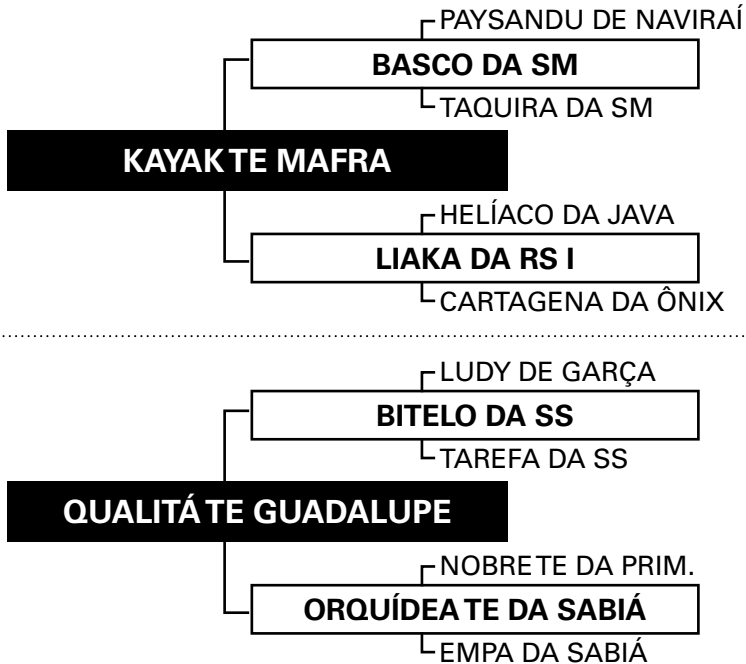 PAYSANDU DE NAVIRAÍ
BASCO DA SM
TAQUIRA DA SM
KAYAK TE MAFRA
HELÍACO DA JAVA
LIAKA DA RS I
CARTAGENA DA ÔNIX
LUDY DE GARÇA
BITELO DA SS
TAREFA DA SS
QUALITÁ TE GUADALUPE
NOBRE TE DA PRIM.
ORQUÍDEA TE DA SABIÁ
EMPA DA SABIÁ